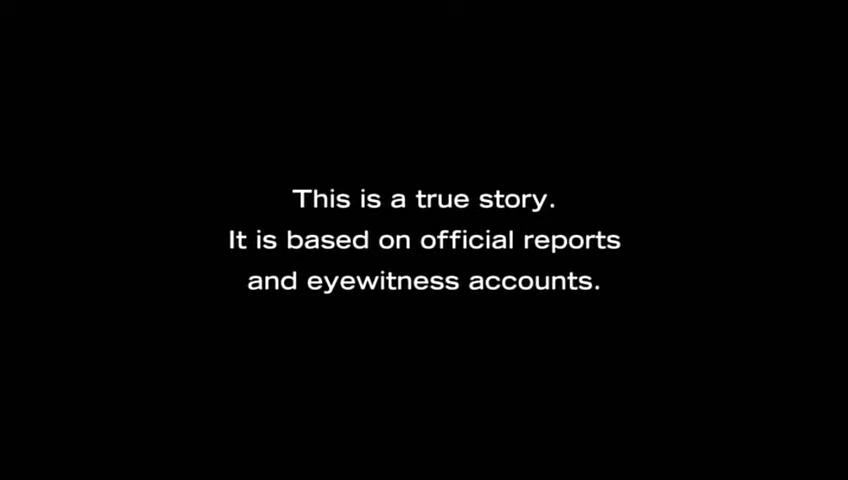 This is a true story.
It is based on official reports
and eyewitness accounts.